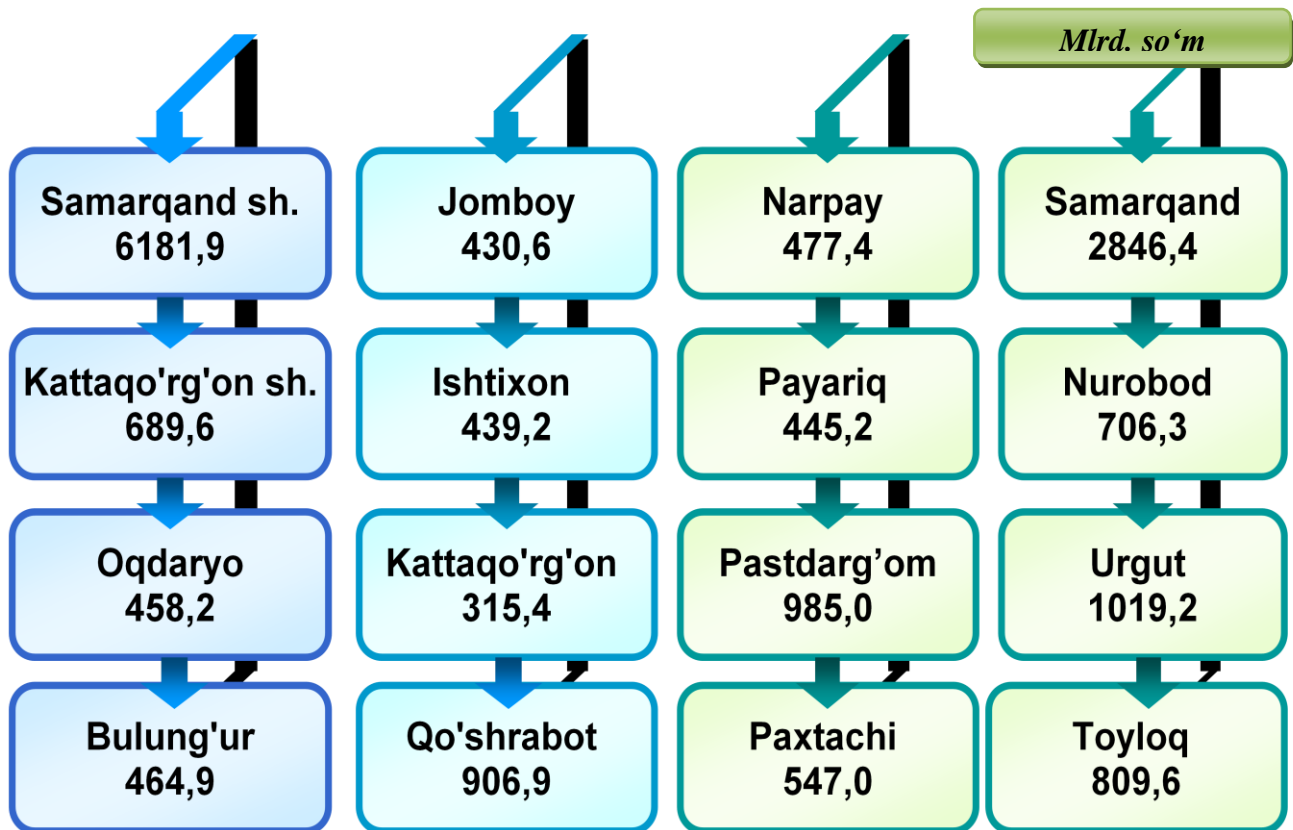 Mlrd. so‘m
Samarqand sh.
6181,9
Kattaqo'rg'on sh.
689,6
Oqdaryo
458,2
Bulung'ur
464,9
Jomboy
430,6
Ishtixon
439,2
Kattaqo'rg'on
315,4
Qo'shrabot
906,9
Narpay
477,4
Payariq
445,2
Pastdarg’om
985,0
Paxtachi
547,0
Samarqand
2846,4
Nurobod
706,3
Urgut
1019,2
Toyloq
809,6